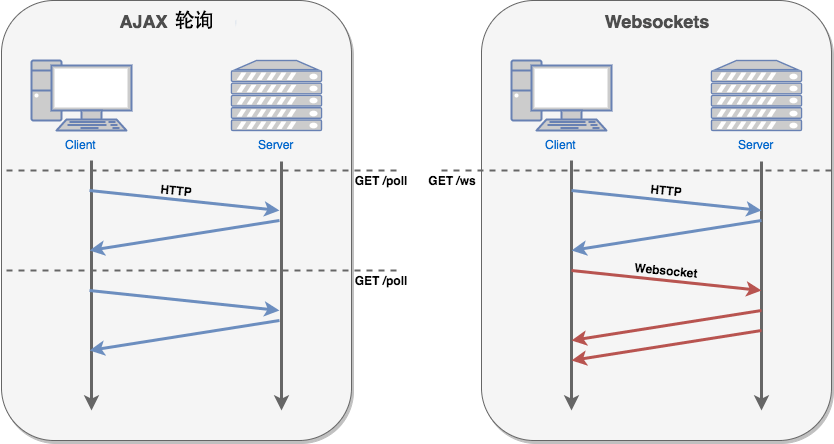 AJAX 轮询
Client
Server
GET /poll
HTTP
GET /poll
Websockets
Client
Server
GET /ws
HTTP
Websocket